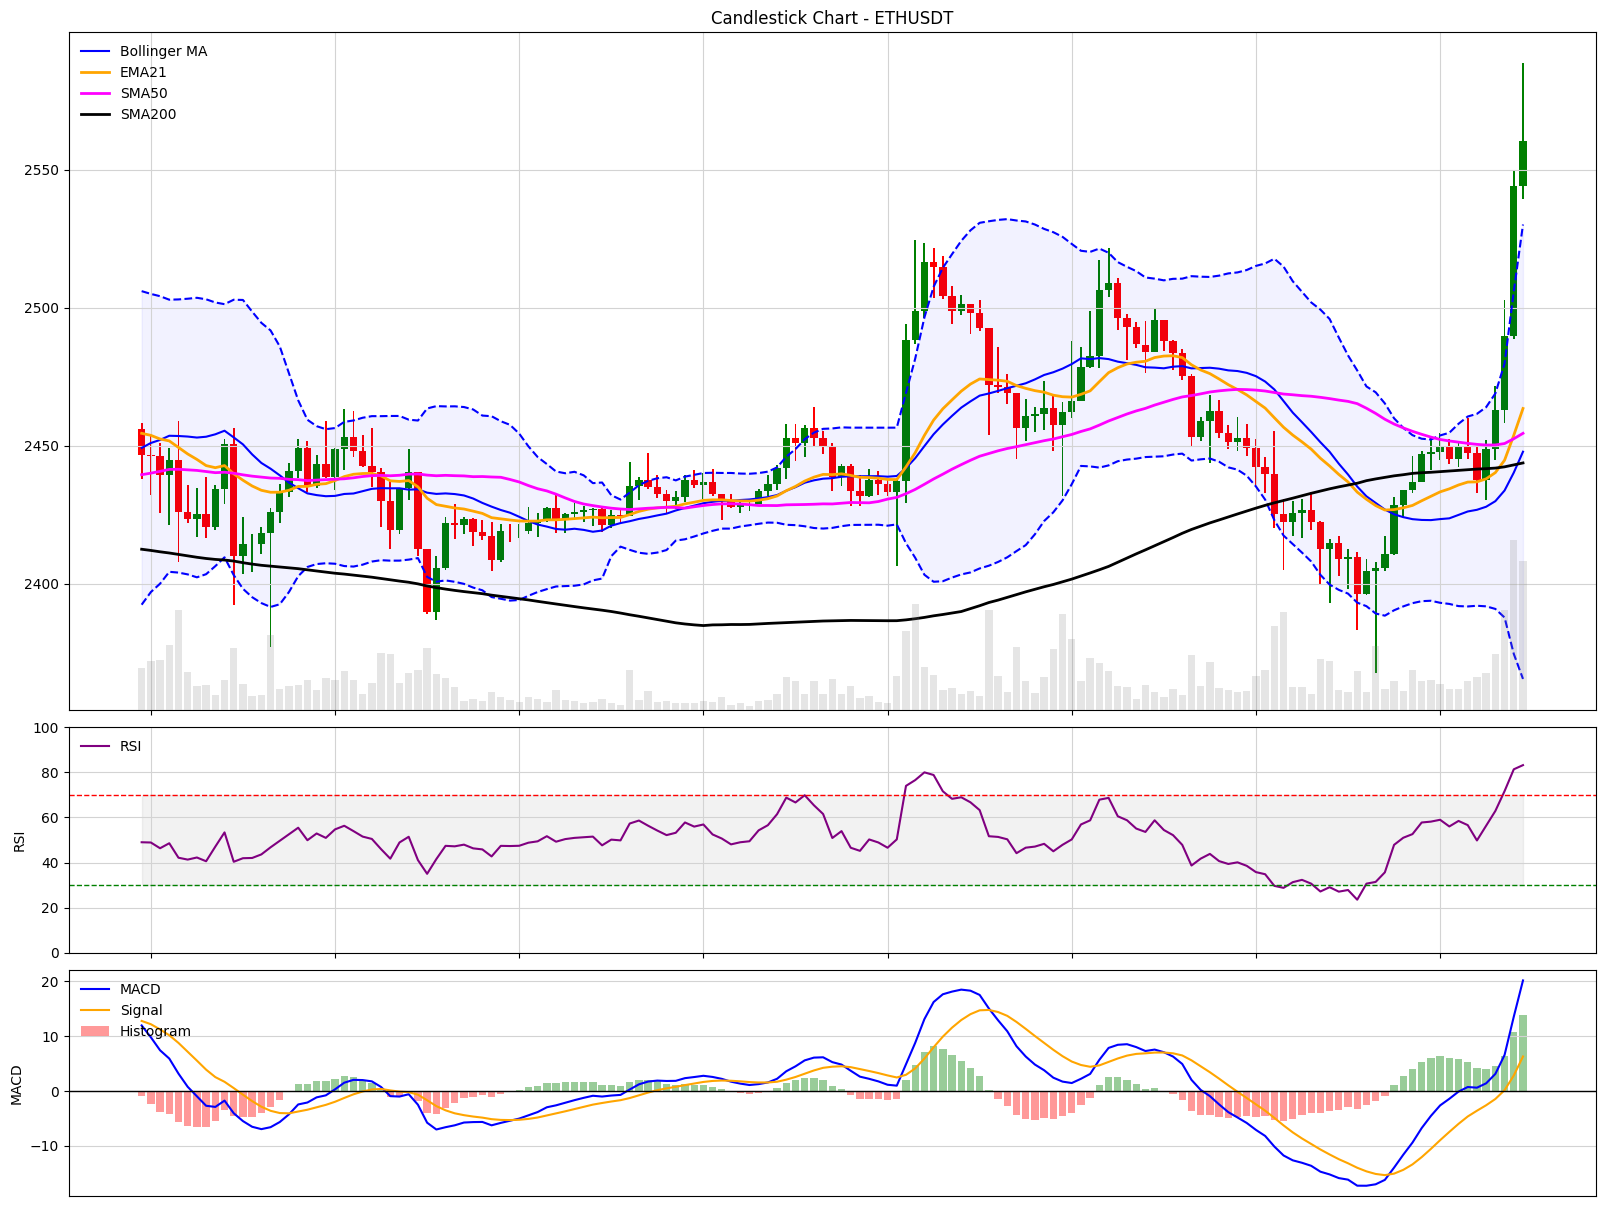 Candlestick Chart - ETHUSDT
Bollinger MA
EMA21
SMA50
SMA200
2550
2500
2450
2400
100
80
60
40
20
0
RSI
RSI
20
10
0
−10
MACD
MACD
Signal
Histogram